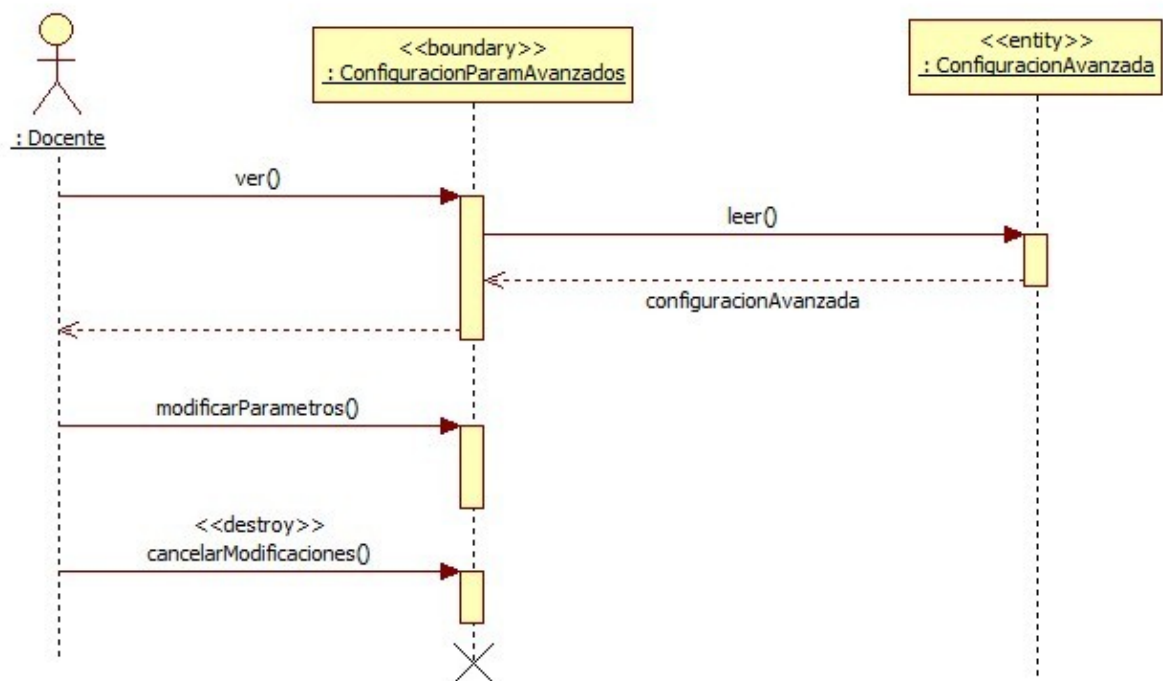 <<boundary>>
: ConfiguracionParamAvanzados
<<entity>>
: ConfiguracionAvanzada
: Docente
ver()
leer()
configuracionAvanzada
modificarParametros()
<<destroy>>
cancelarModificaciones()